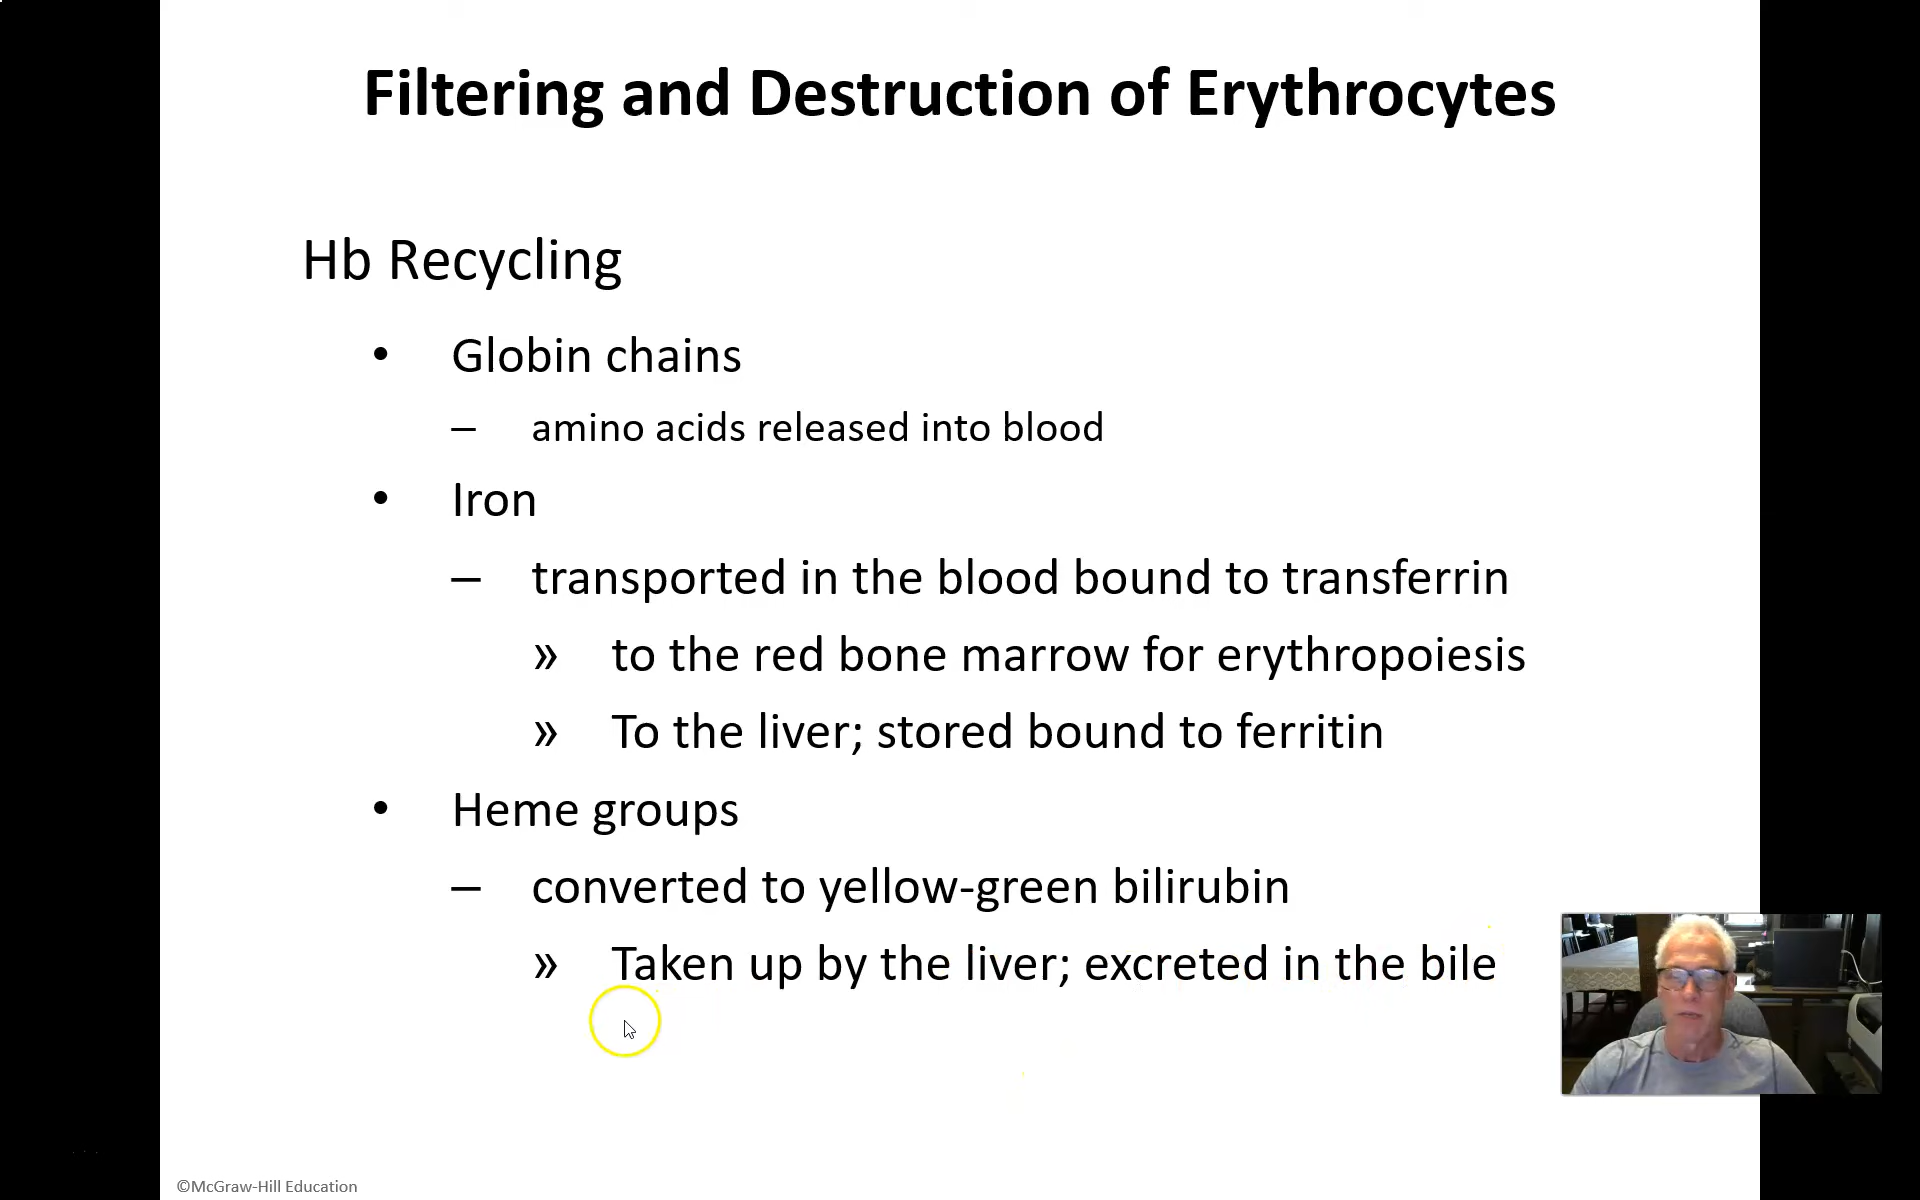 Filtering and Destruction of Erythrocytes
Hb Recycling
• Globin chains
– amino acids released into blood
• Iron
– transported in the blood bound to transferrin
» to the red bone marrow for erythropoiesis
» To the liver; stored bound to ferritin
• Heme groups
– converted to yellow-green bilirubin
» Taken up by the liver; excreted in the bile
©McGraw-Hill Education